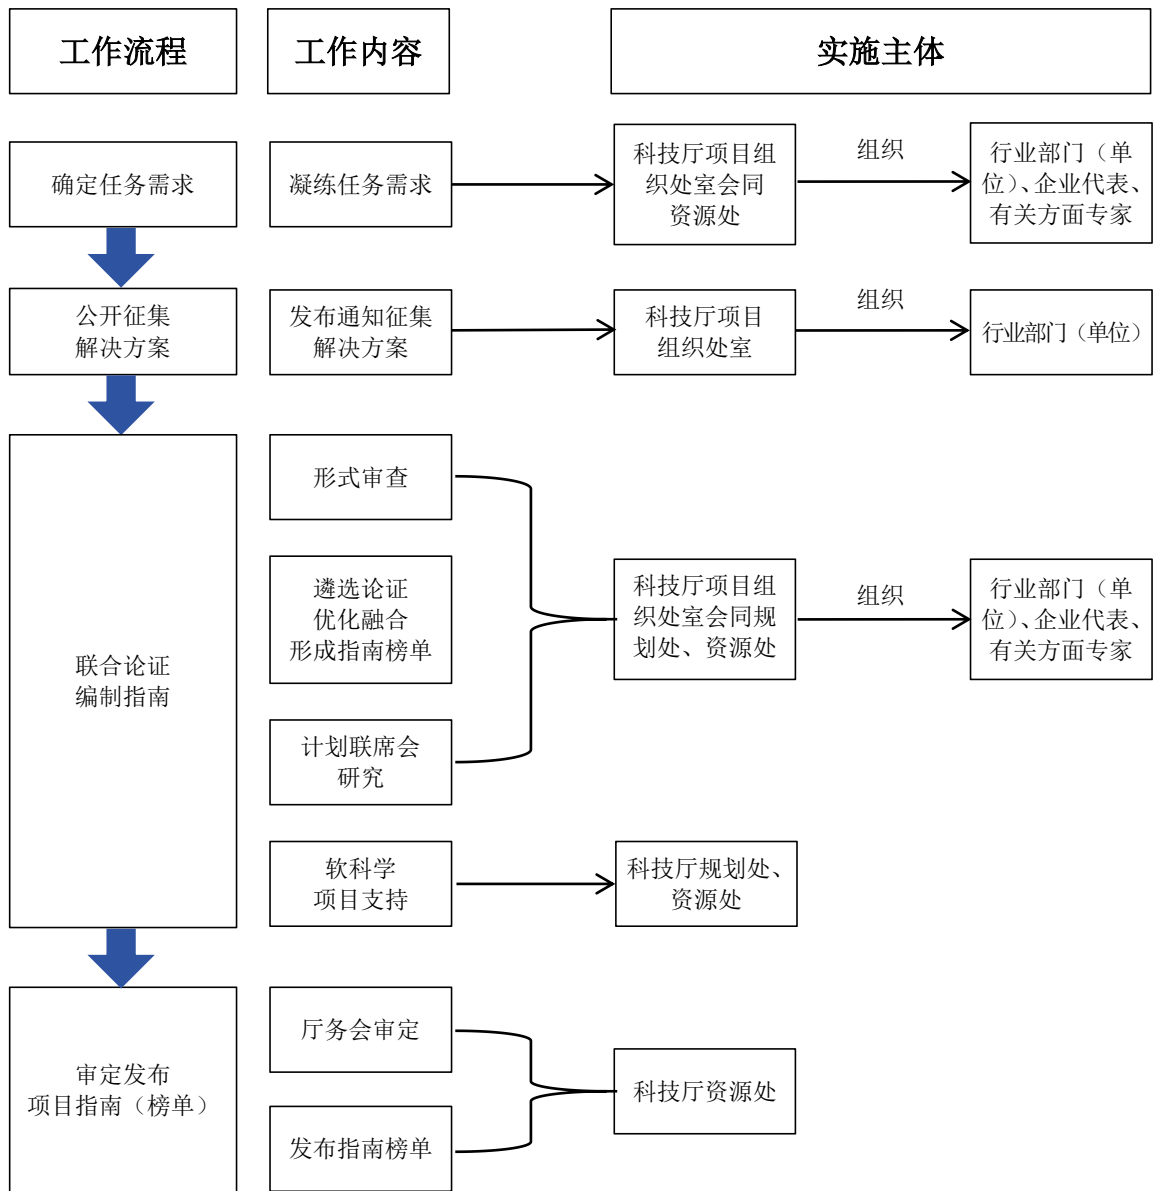 工作流程
工作内容
实施主体
确定任务需求
凝练任务需求
科技厅项目组
织处室会同
资源处
组织
行业部门（单
位）、企业代表、
有关方面专家
公开征集
解决方案
发布通知征集
解决方案
科技厅项目
组织处室
组织
行业部门（单位）
联合论证
编制指南
形式审查
遴选论证
优化融合
形成指南榜单
计划联席会
研究
科技厅项目组
织处室会同规
划处、资源处
组织
行业部门（单
位）、企业代表、
有关方面专家
软科学
项目支持
科技厅规划处、
资源处
审定发布
项目指南（榜单）
厅务会审定
发布指南榜单
科技厅资源处